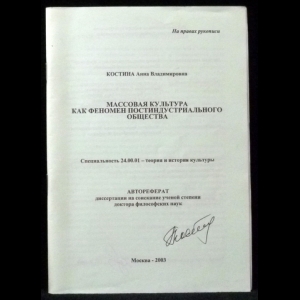 На правах рукописи
КОСТИНА Анна Владимировна
МАССОВАЯ КУЛЬТУРА
КАК ФЕНОМЕН ПОСТИНДУСТРИАЛЬНОГО
ОБЩЕСТВА
Специальность 24.00.01 – теория и история культуры
АВТОРЕФЕРАТ
диссертации на соискание ученой степени
доктора философских наук
Москва - 2003